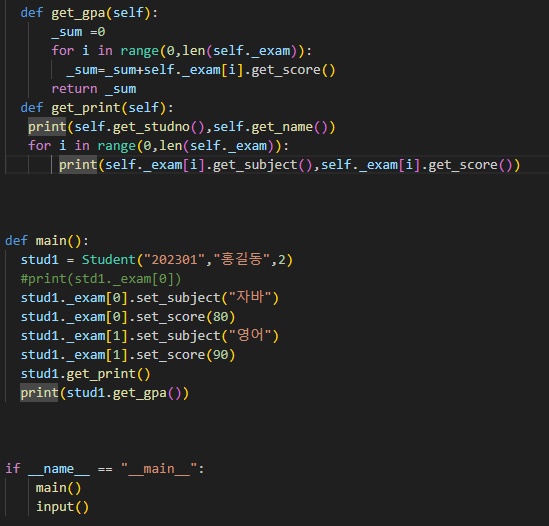 def get_gpa(self):
_sum =0
for i in range(0,len(self._exam)):
_sum=_sum+self._exam[i].get_score()
return _sum
def get_print(self):
print(self.get_studno(),self.get_name())
for i in range(0,len(self._exam)):
print(self._exam[i].get_subject(),self._exam[i].get_score())
def main():
stud1 = Student("202301","홍길동",2)
#print(std1._exam[0])
stud1._exam[0].set_subject("자바")
stud1._exam[0].set_score(80)
stud1._exam[1].set_subject("영어")
stud1._exam[1].set_score(90)
stud1.get_print()
print(stud1.get_gpa())
if __name__ == "__main__":
main()
input()